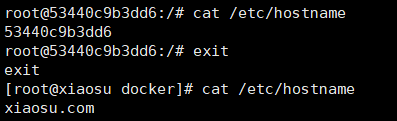 root@53440c9b3dd6:/# cat /etc/hostname
53440c9b3dd6
root@53440c9b3dd6:/# exit
exit
[root@xiaosu docker]# cat /etc/hostname
xiaosu.com